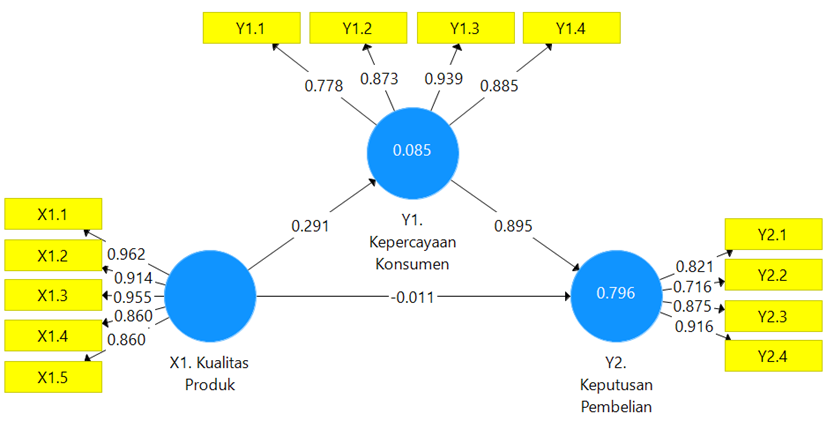 Y1.1
Y1.2
Y1.3
Y1.4
0.778
0.873
0.939
0.885
0.085
Y1.
Kepercayaan
Konsumen
0.291
0.895
X1.1
X1.2
X1.3
X1.4
X1.5
0.962
0.914
0.955
0.860
0.860
X1. Kualitas
Produk
-0.011
0.796
Y2.
Keputusan
Pembelian
0.821
0.716
0.875
0.916
Y2.1
Y2.2
Y2.3
Y2.4